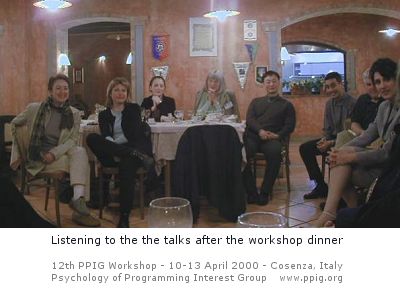 Listening to the the talks after the workshop dinner
12th PPIG Workshop - 10-13 April 2000 - Cosenza, Italy
Psychology of Programming Interest Group www.ppig.org